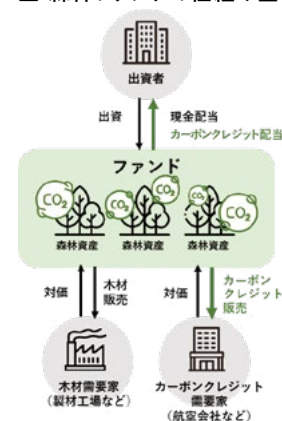 出資者
出資
現金配当
カーボンクレジット配当
ファンド
CO2
CO2
CO2
CO2
CO2
森林資産
森林資産
森林資産
対価
木材
販売
対価
カーボン
クレジット
販売
木材需要家
(製材工場など)
カーボンクレジット
需要家
(航空会社など)